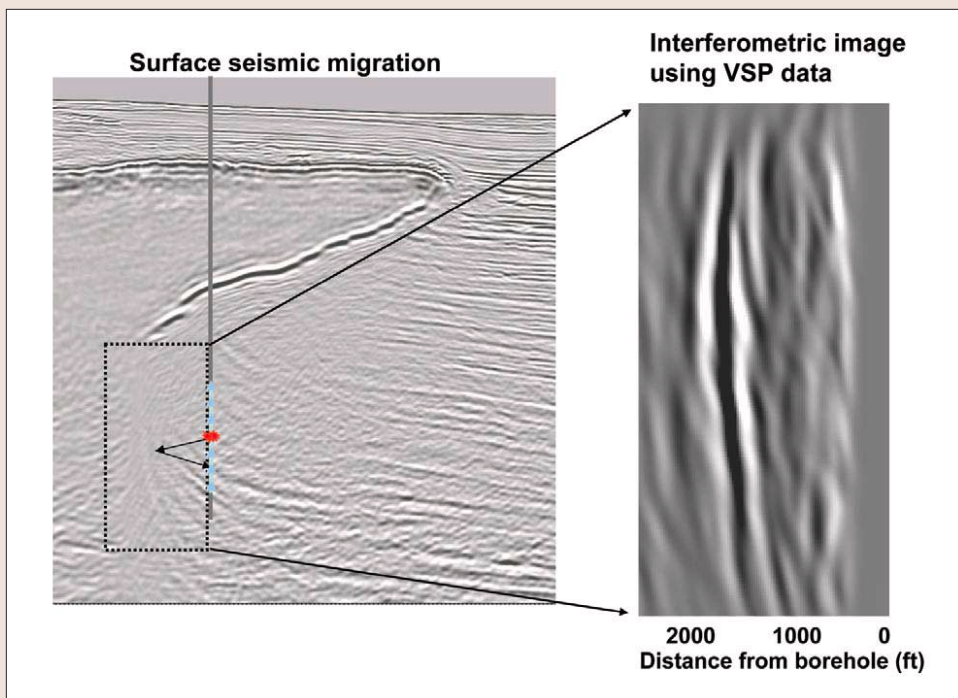 Surface seismic migration
Interferometric image
using VSP data
2000 1000 0
Distance from borehole (ft)